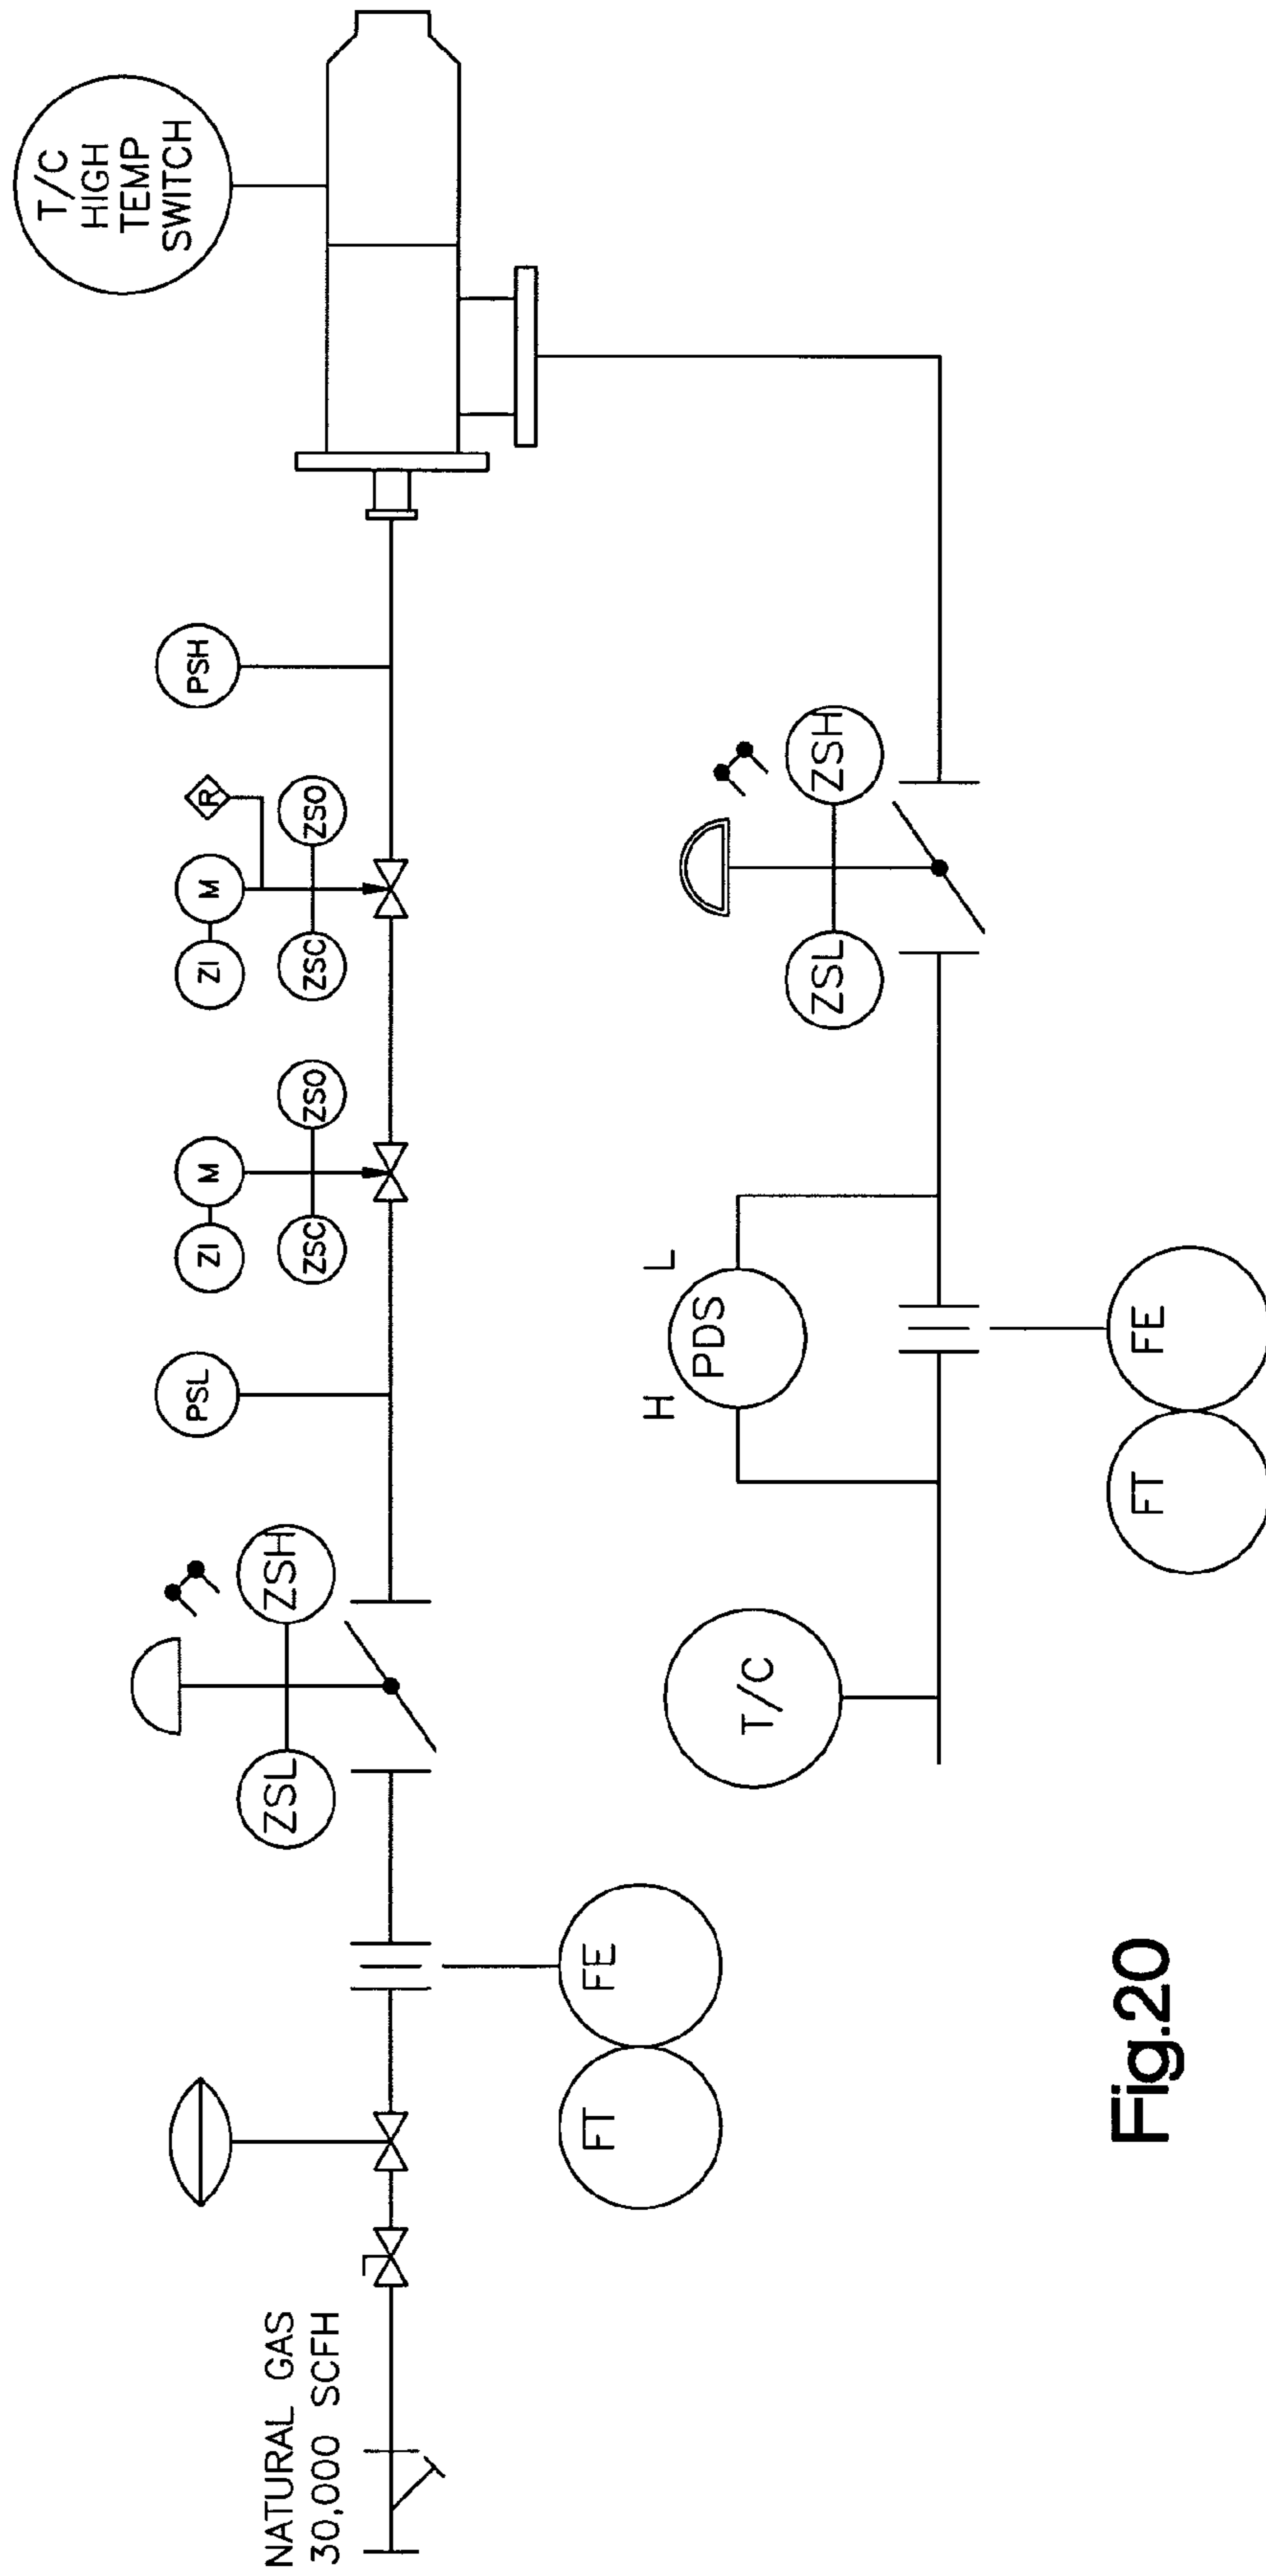 T/C
HIGH
TEMP
SWITCH
PSH
R
M
ZI
ZSO
ZSC
M
ZI
ZSO
ZSC
PSL
ZSH
ZSL
FE
FT
NATURAL GAS
30,000 SCFH
ZSH
ZSL
H L
PDS
FE
FT
T/C
Fig.20